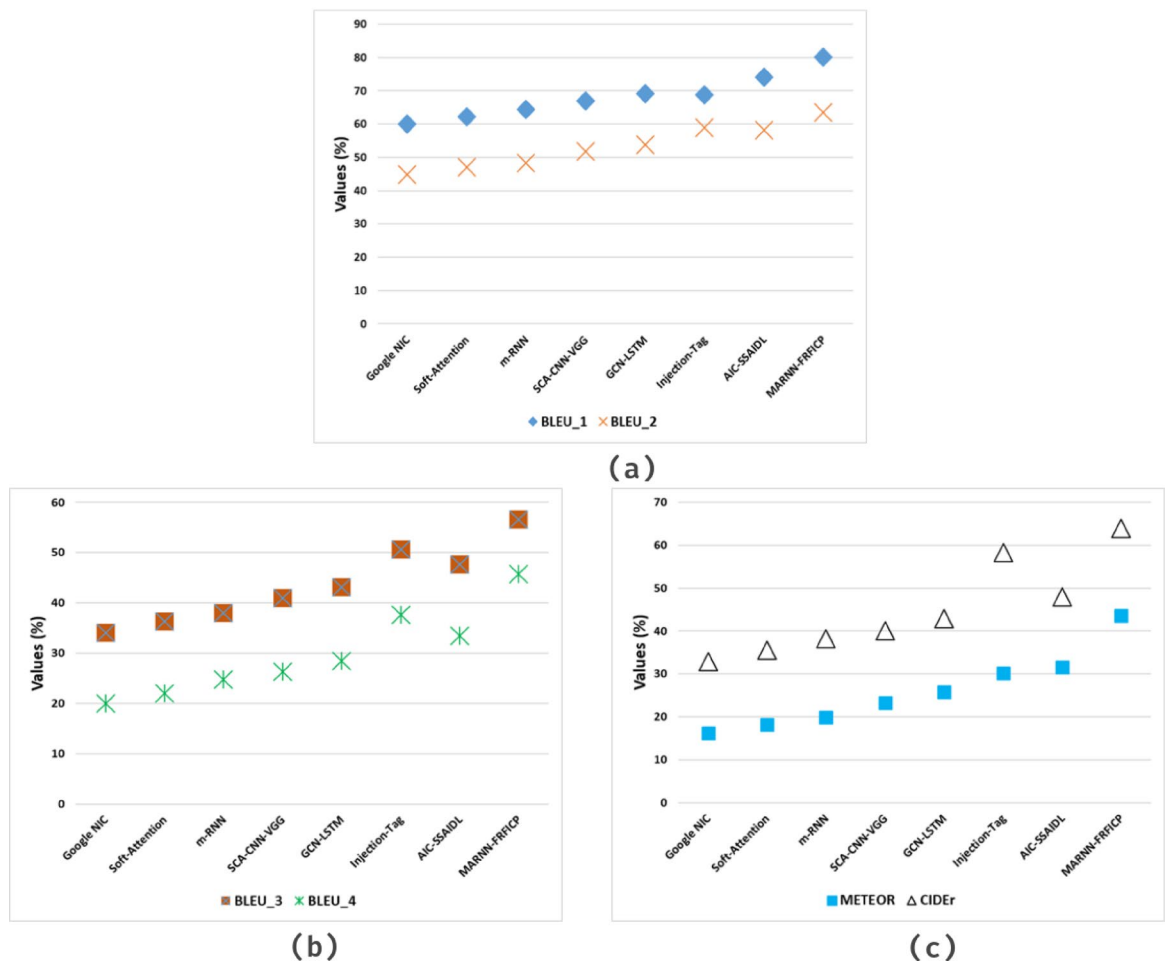 90
80
70
60
50
40
30
20
10
0
Values (%)
Google NIC
Soft-Attention
m-RNN
SCA-CNN-VGG
GCN-LSTM
Injection-Tag
AIC-SSAIDL
MARNN-FRFICP
BLEU_1 BLEU_2
(a)
60
50
40
30
20
10
0
Values (%)
Google NIC
Soft-Attention
m-RNN
SCA-CNN-VGG
GCN-LSTM
Injection-Tag
AIC-SSAIDL
MARNN-FRFICP
BLEU_3 BLEU_4
(b)
70
60
50
40
30
20
10
0
Values (%)
Google NIC
Soft-Attention
m-RNN
SCA-CNN-VGG
GCN-LSTM
Injection-Tag
AIC-SSAIDL
MARNN-FRFICP
METEOR CIDEr
(c)